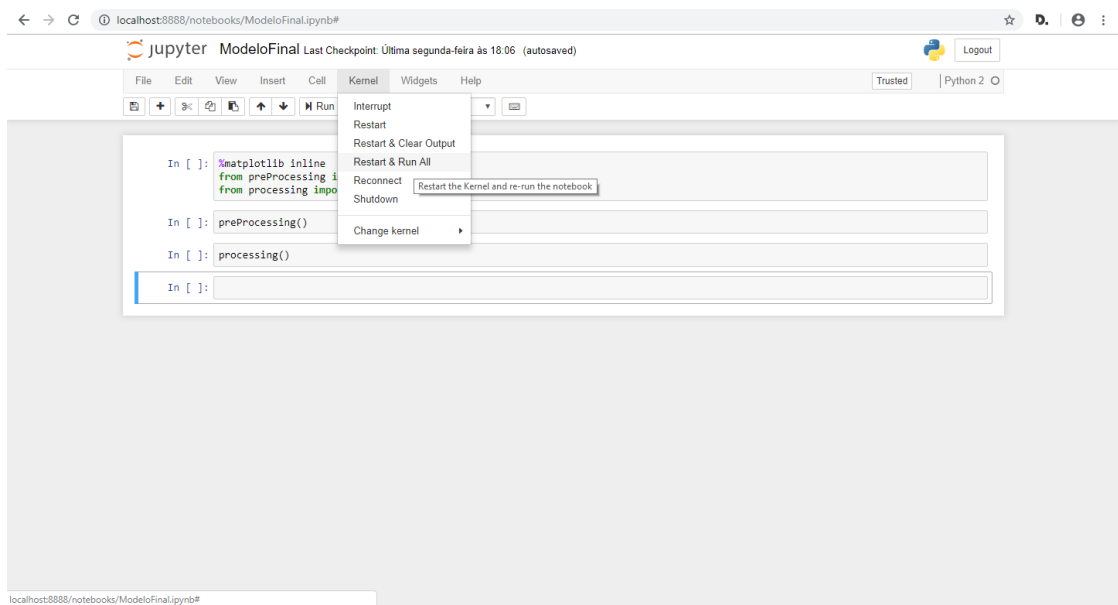 localhost:8888/notebooks/ModeloFinal.ipynb#
D.
jupyter ModeloFinal Last Checkpoint: Última segunda-feira às 18:06 (autosaved)
Logout
File Edit View Insert Cell Kernel Widgets Help
Trusted
Python 2
Run
Interrupt
Restart
Restart & Clear Output
Restart & Run All
Reconnect
Restart the Kernel and re-run the notebook
Shutdown
Change kernel
In [ ]: %matplotlib inline
from preProcessing i
from processing impo
In [ ]: preProcessing()
In [ ]: processing()
In [ ]:
localhost:8888/notebooks/ModeloFinal.ipynb#